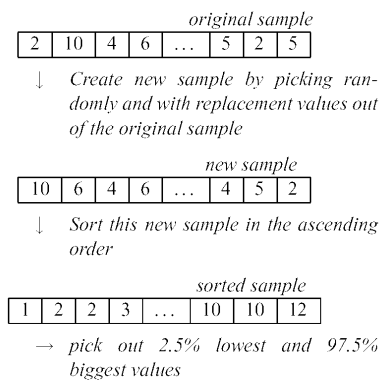 original sample
2 10 4 6 ... 5 2 5
↓ Create new sample by picking ran-
domly and with replacement values out
of the original sample
new sample
10 6 4 6 ... 4 5 2
↓ Sort this new sample in the ascending
order
sorted sample
1 2 2 3 ... 10 10 12
→ pick out 2.5% lowest and 97.5%
biggest values